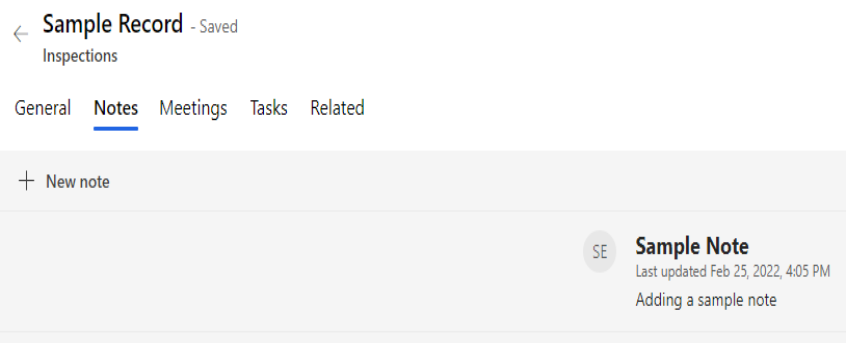 Sample Record - Saved
Inspections
General Notes Meetings Tasks Related
New note
SE
Sample Note
Last updated Feb 25, 2022, 4:05 PM
Adding a sample note